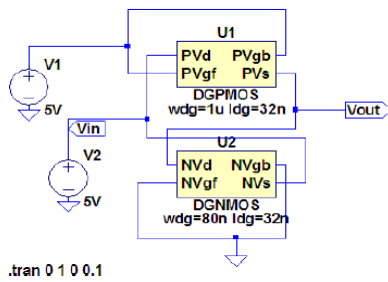 U1
V1
PVd PVgb
PVgf PVs
DGPMOS
wdg=1u ldg=32n
5V
Vout
Vin
U2
V2
NVd NVgb
NVgf NVs
DGNMOS
wdg=80n ldg=32n
5V
.tran 0 1 0 0.1